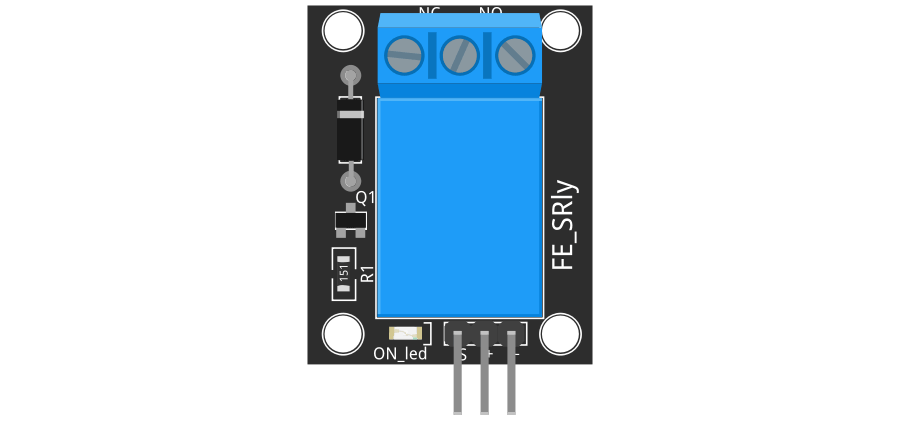 NC NO
Q1
FE_SRly
151
R1
ON_led
S + -